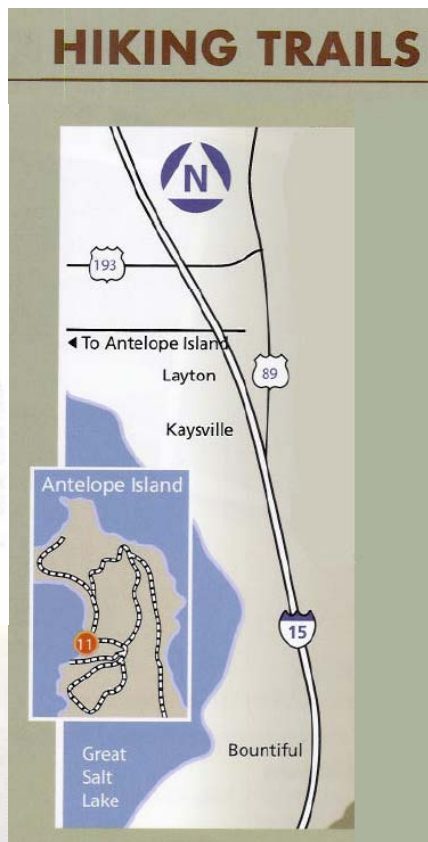 HIKING TRAILS
N
193
◀ To Antelope Island
Layton
89
Kaysville
Antelope Island
11
15
Bountiful
Great
Salt
Lake